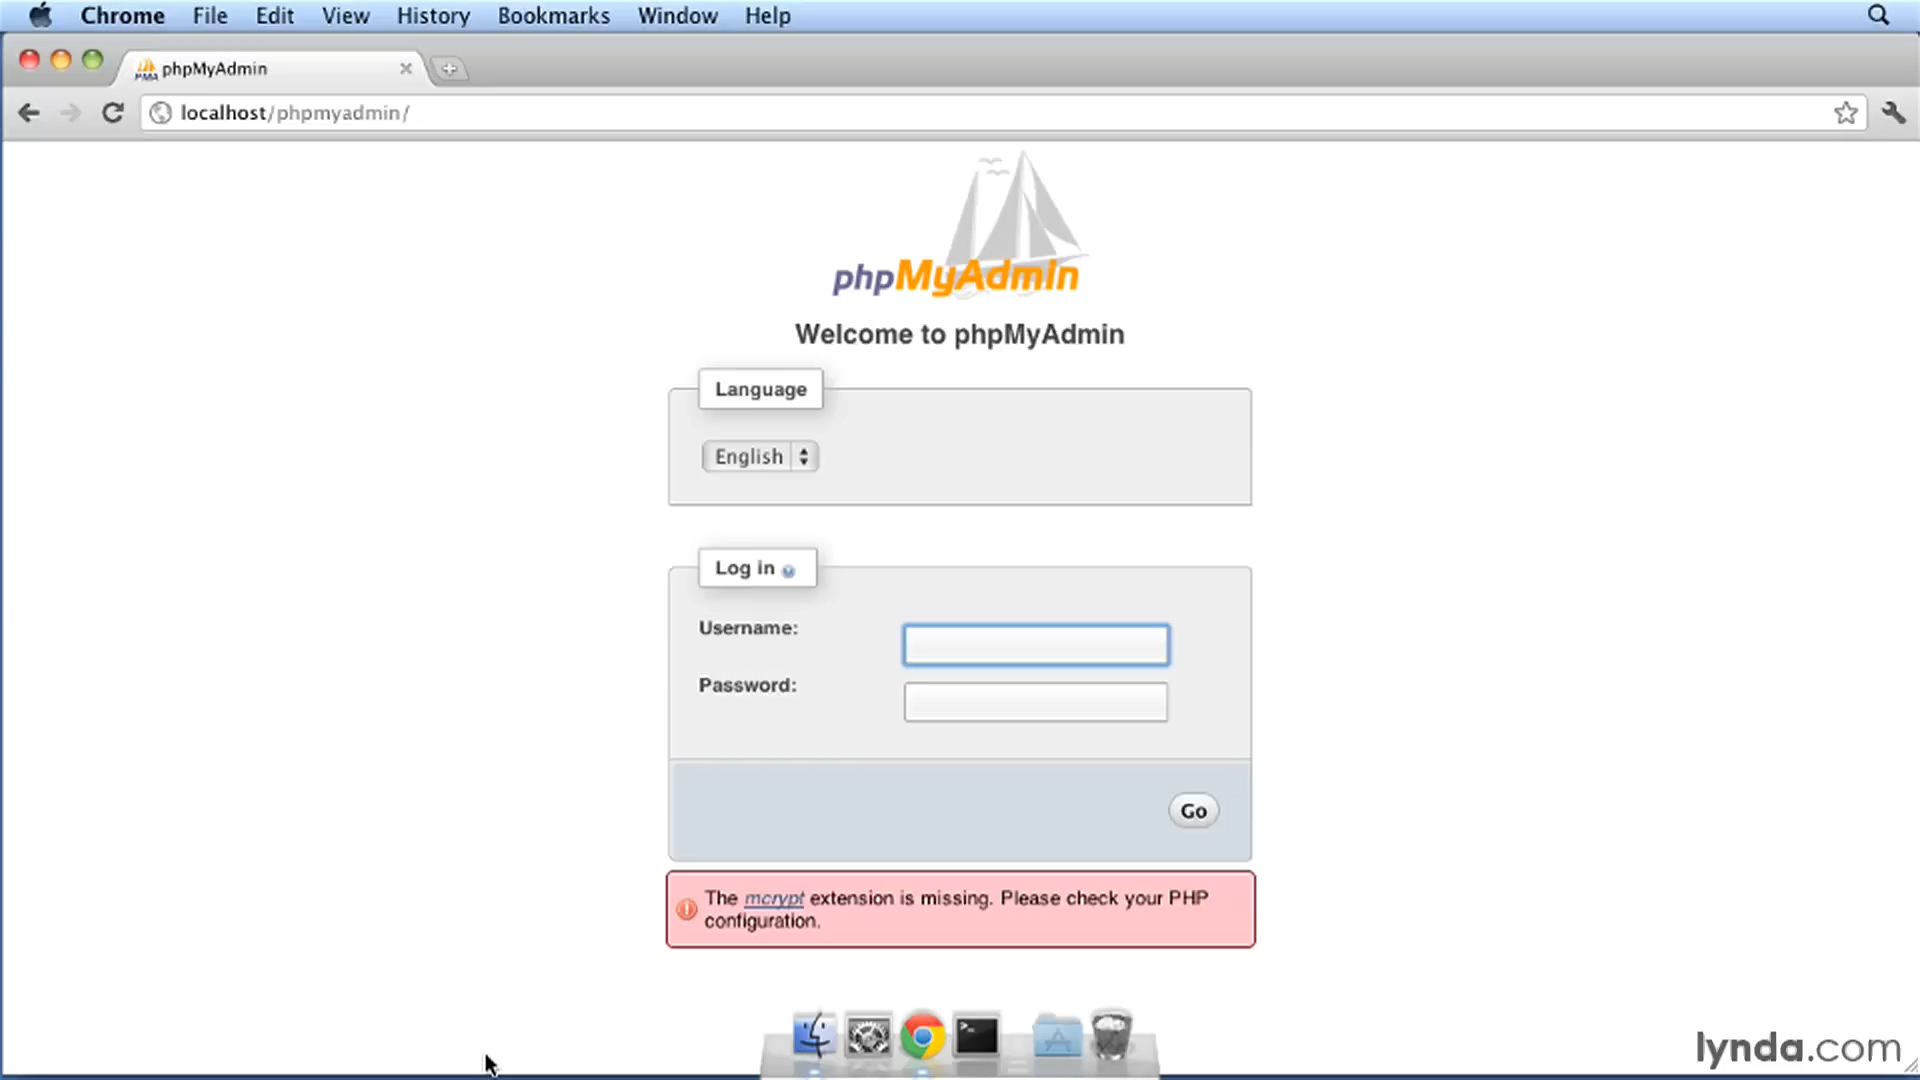 Chrome File Edit View History Bookmarks Window Help
phpMyAdmin
localhost/phpmyadmin/
phpMyAdmin
Welcome to phpMyAdmin
Language
English
Log in
Username:
Password:
Go
The mcrypt extension is missing. Please check your PHP
configuration.
lynda.com